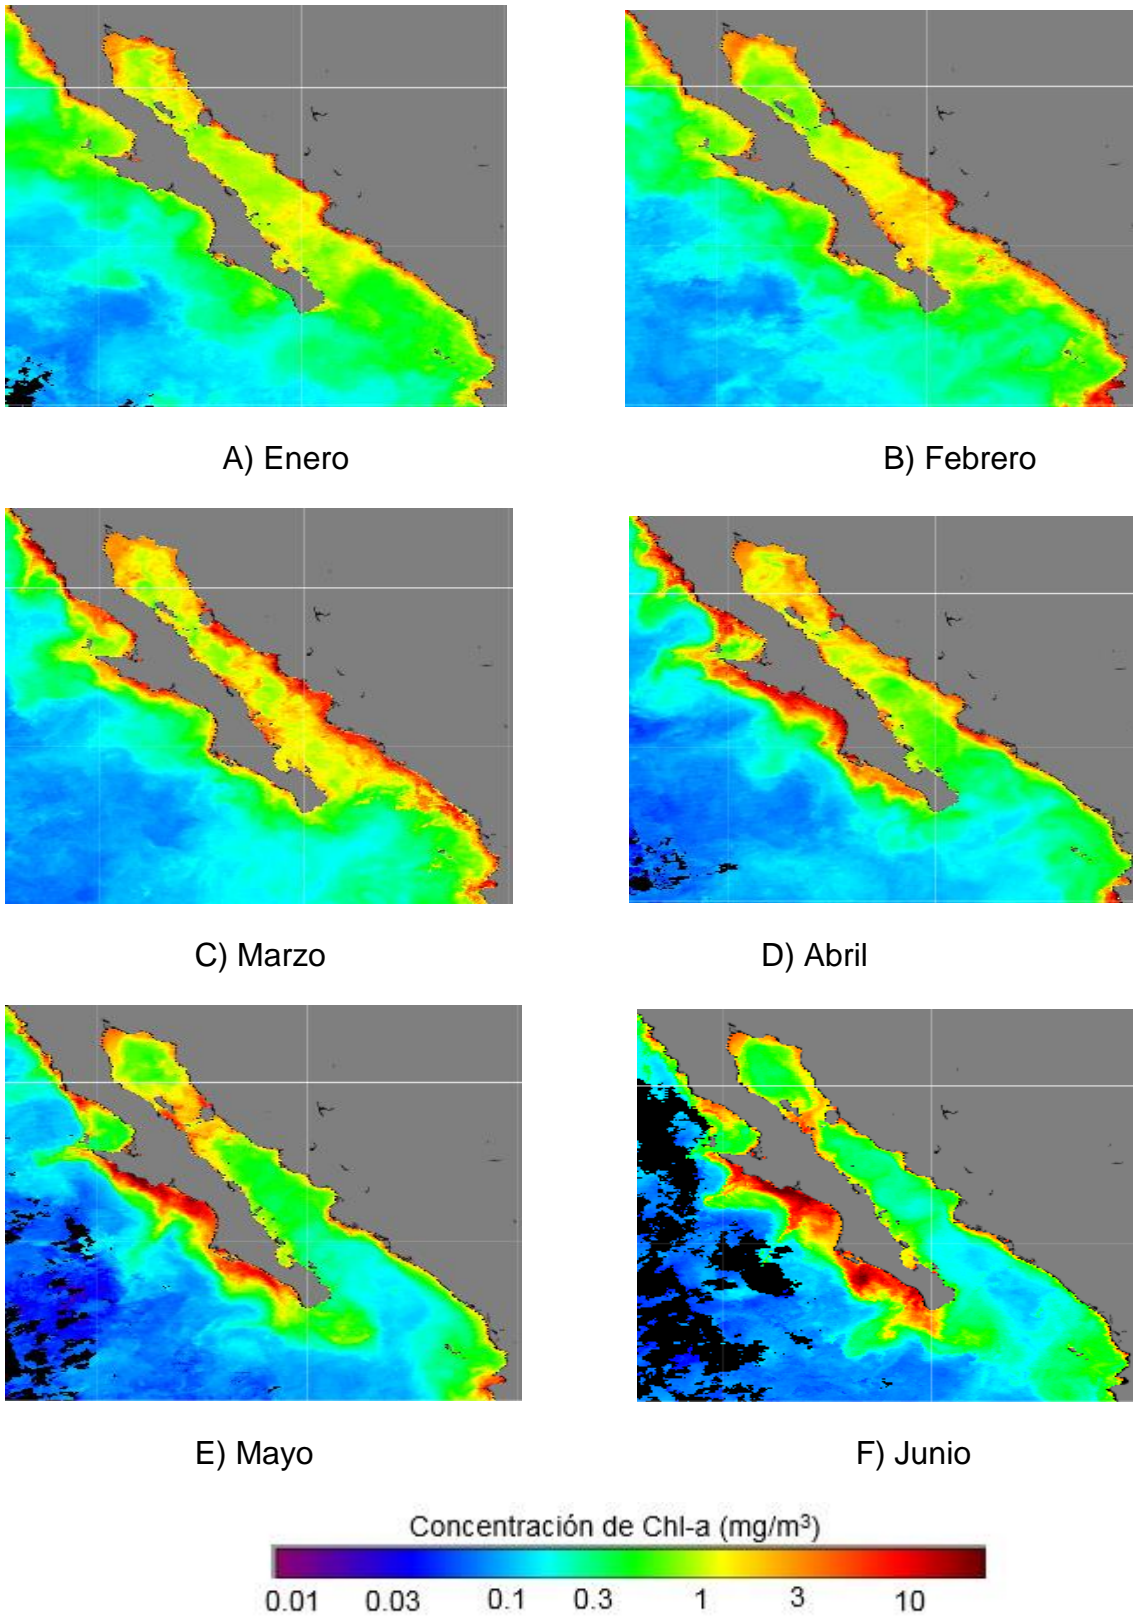 A) Enero
B) Febrero
C) Marzo
D) Abril
E) Mayo
F) Junio
Concentración de Chl-a (mg/m³)
0.01 0.03 0.1 0.3 1 3 10